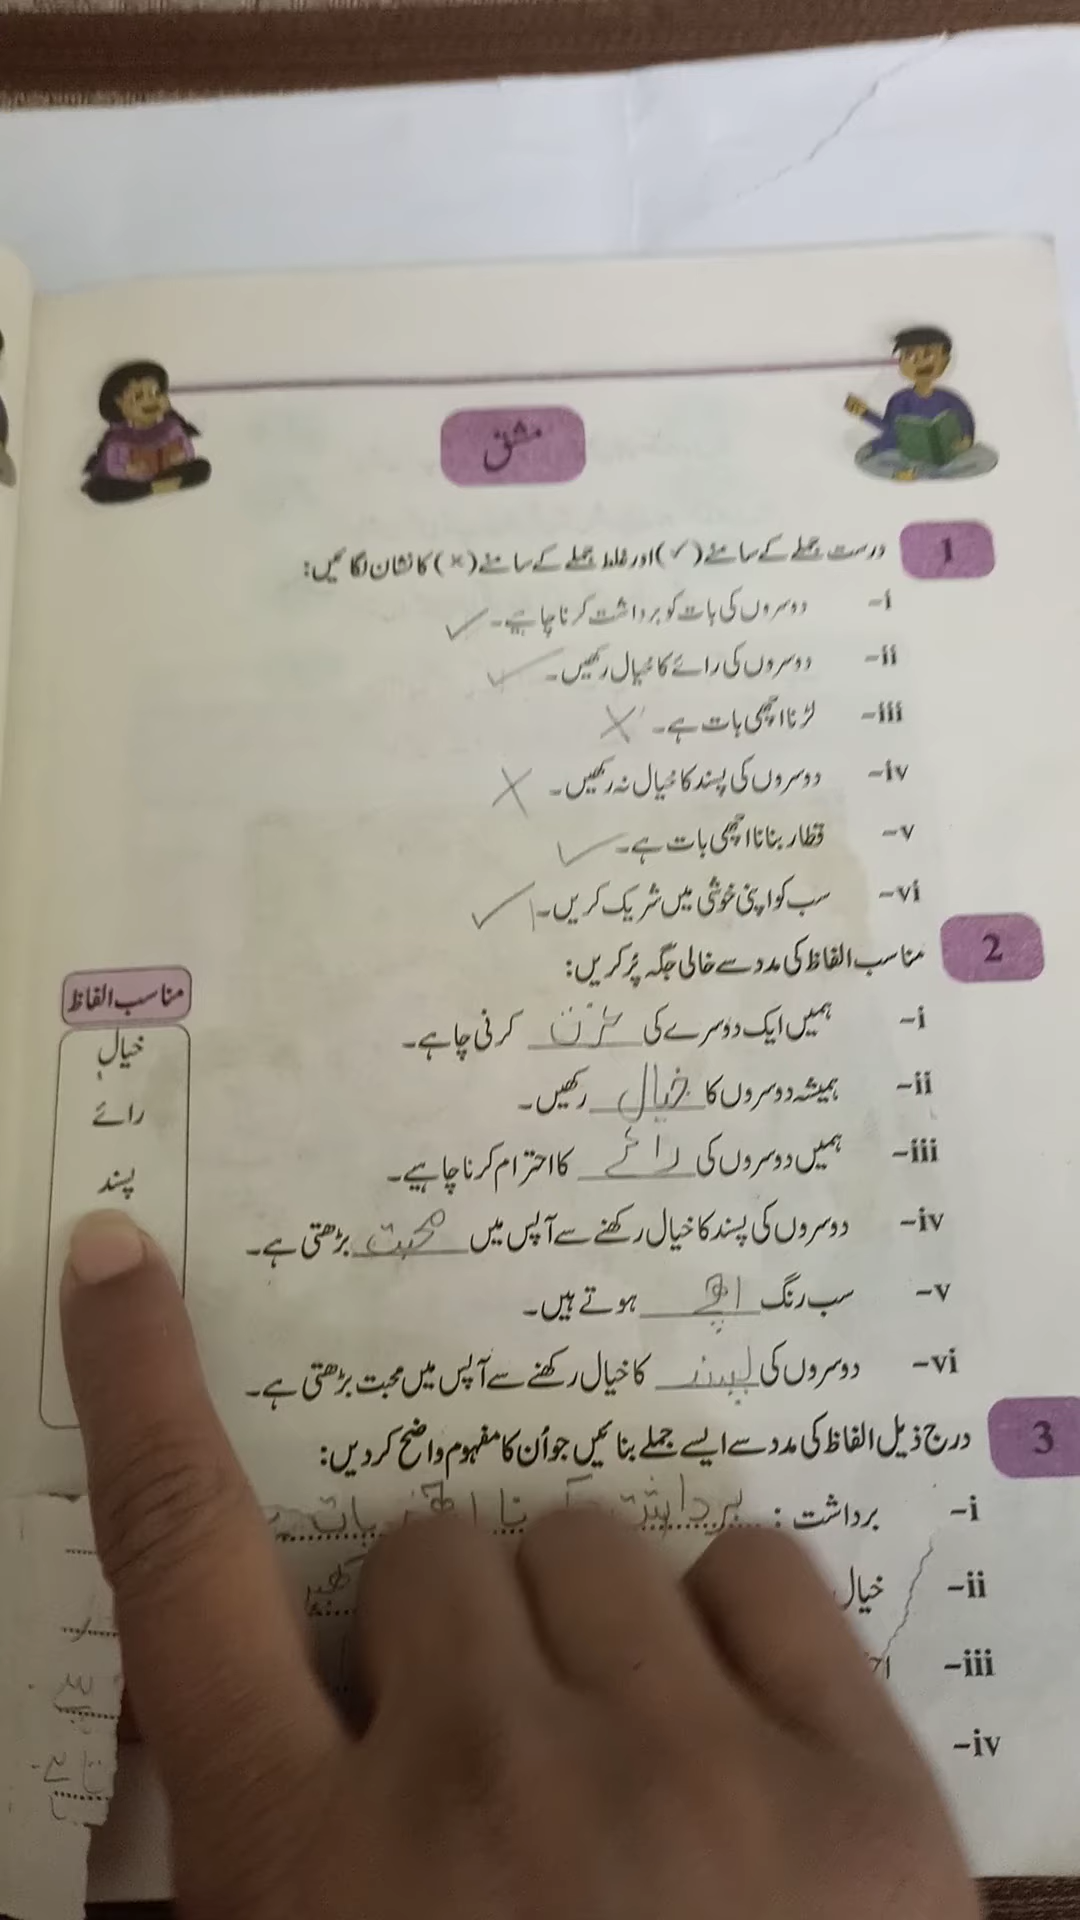 مشق
1 درست جملے کے سامنے (✓) اور غلط جملے کے سامنے (×) کا نشان لگائیں:
i- دوسروں کی بات کو برداشت کرنا چاہیے۔ ✓
ii- دوسروں کی رائے کا خیال رکھیں۔ ✓
iii- لڑنا اچھی بات ہے۔ ×
iv- دوسروں کی پسند کا خیال نہ رکھیں۔ ×
v- قطار بنانا اچھی بات ہے۔ ✓
vi- سب کو اپنی خوشی میں شریک کریں۔ ✓
2 مناسب الفاظ کی مدد سے خالی جگہ پُر کریں:
مناسب الفاظ
خیال
رائے
پسند
i- ہمیں ایک دوسرے کی کرنی چاہے۔
ii- ہمیشہ دوسروں کا خیال رکھیں۔
iii- ہمیں دوسروں کی رائے کا احترام کرنا چاہیے۔
iv- دوسروں کی پسند کا خیال رکھنے سے آپس میں محبت بڑھتی ہے۔
v- سب رنگ اچھے ہوتے ہیں۔
vi- دوسروں کی پسند کا خیال رکھنے سے آپس میں محبت بڑھتی ہے۔
3 درج ذیل الفاظ کی مدد سے ایسے جملے بنائیں جو اُن کا مفہوم واضح کر دیں:
i- برداشت : برداشت
ii- خیال
iii-
iv-